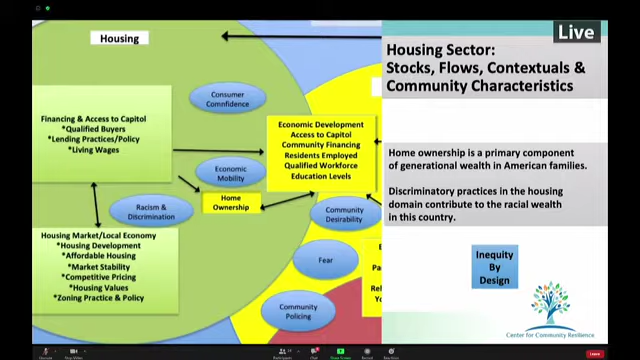 Live
Housing
Housing Sector:
Stocks, Flows, Contextuals &
Community Characteristics
Consumer
Comnfidence
Financing & Access to Capitol
*Qualified Buyers
*Lending Practices/Policy
*Living Wages
Economic Development
Access to Capitol
Community Financing
Residents Employed
Qualified Workforce
Education Levels
Economic
Mobility
Home
Ownership
Racism &
Discrimination
Community
Desirability
Housing Market/Local Economy
*Housing Development
*Affordable Housing
*Market Stability
*Competitive Pricing
*Housing Values
*Zoning Practice & Policy
Fear
Community
Policing
Home ownership is a primary component
of generational wealth in American families.
Discriminatory practices in the housing
domain contribute to the racial wealth
in this country.
Inequity
By
Design
Center for Community Resilience